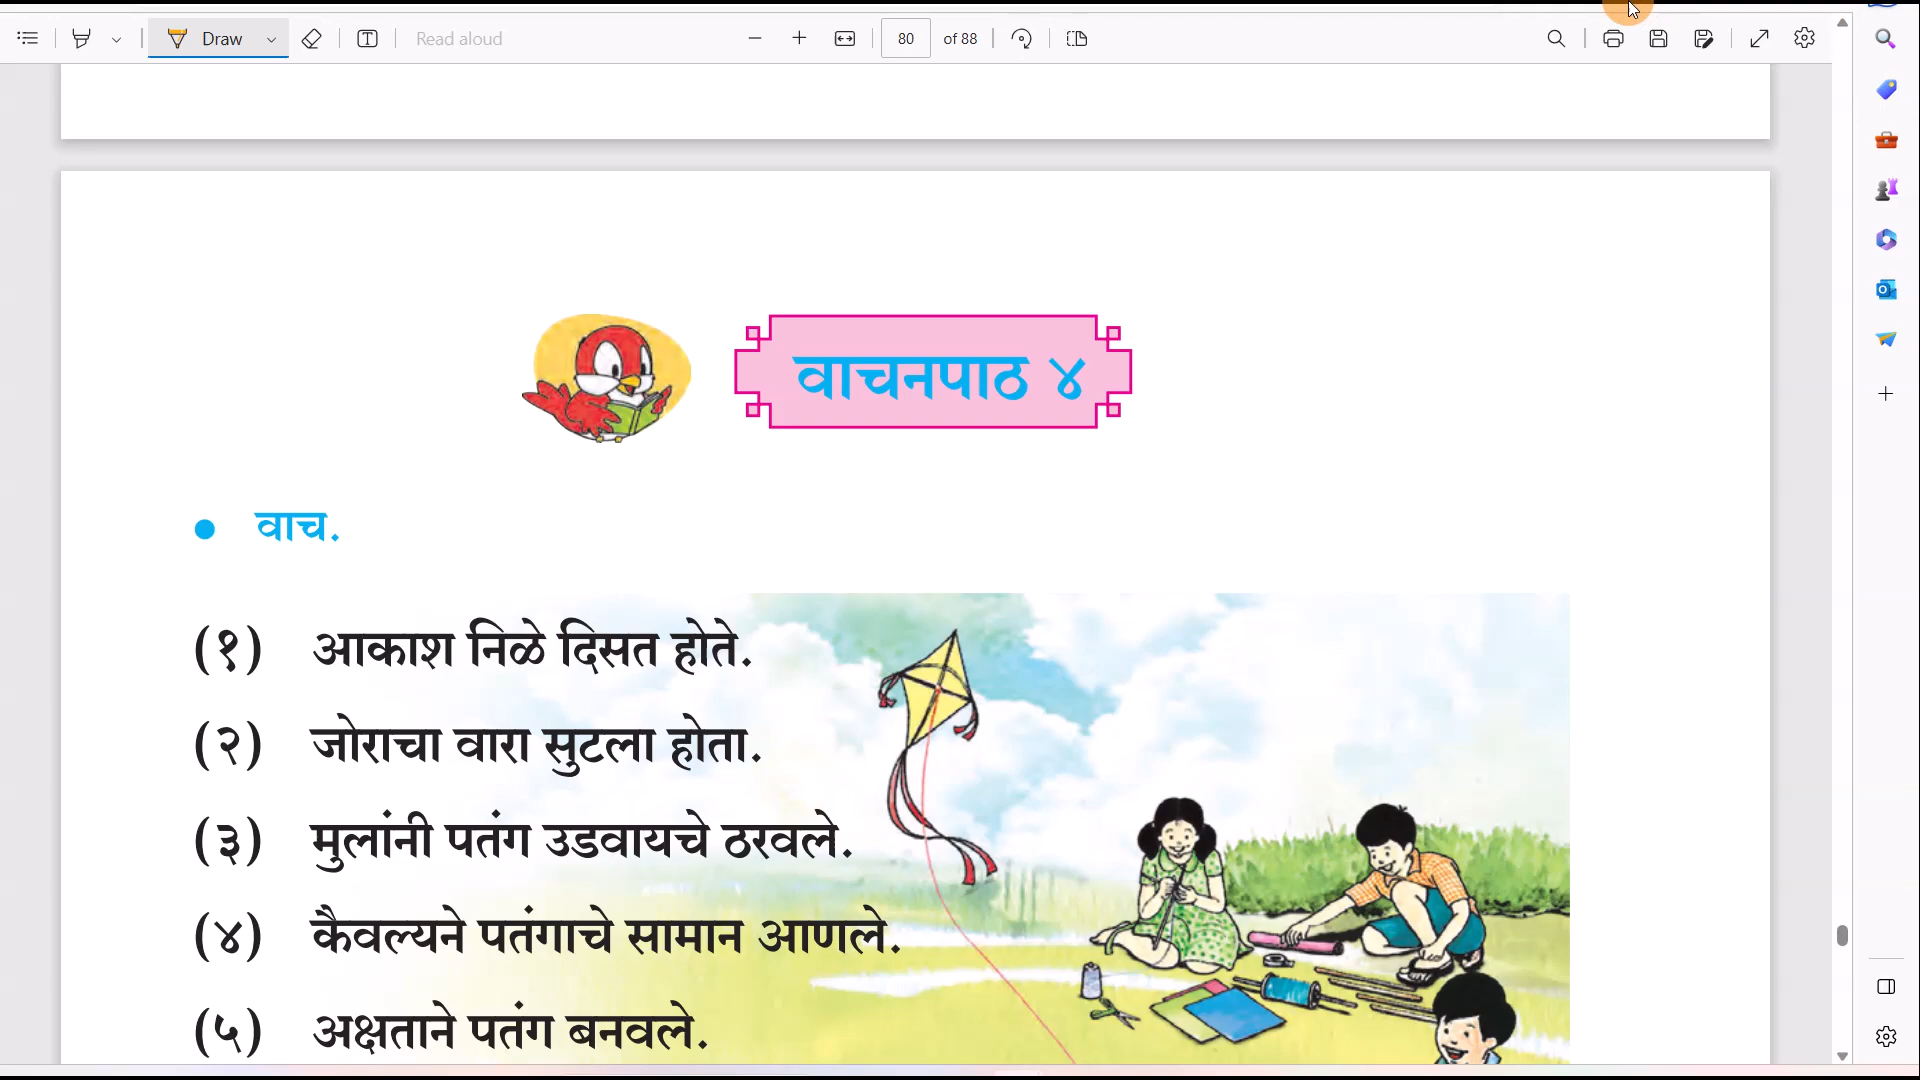 Draw
Read aloud
80 of 88
वाचनपाठ ४
वाच.
(१) आकाश निळे दिसत होते.
(२) जोराचा वारा सुटला होता.
(३) मुलांनी पतंग उडवायचे ठरवले.
(४) कैवल्यने पतंगाचे सामान आणले.
(५) अक्षताने पतंग बनवले.